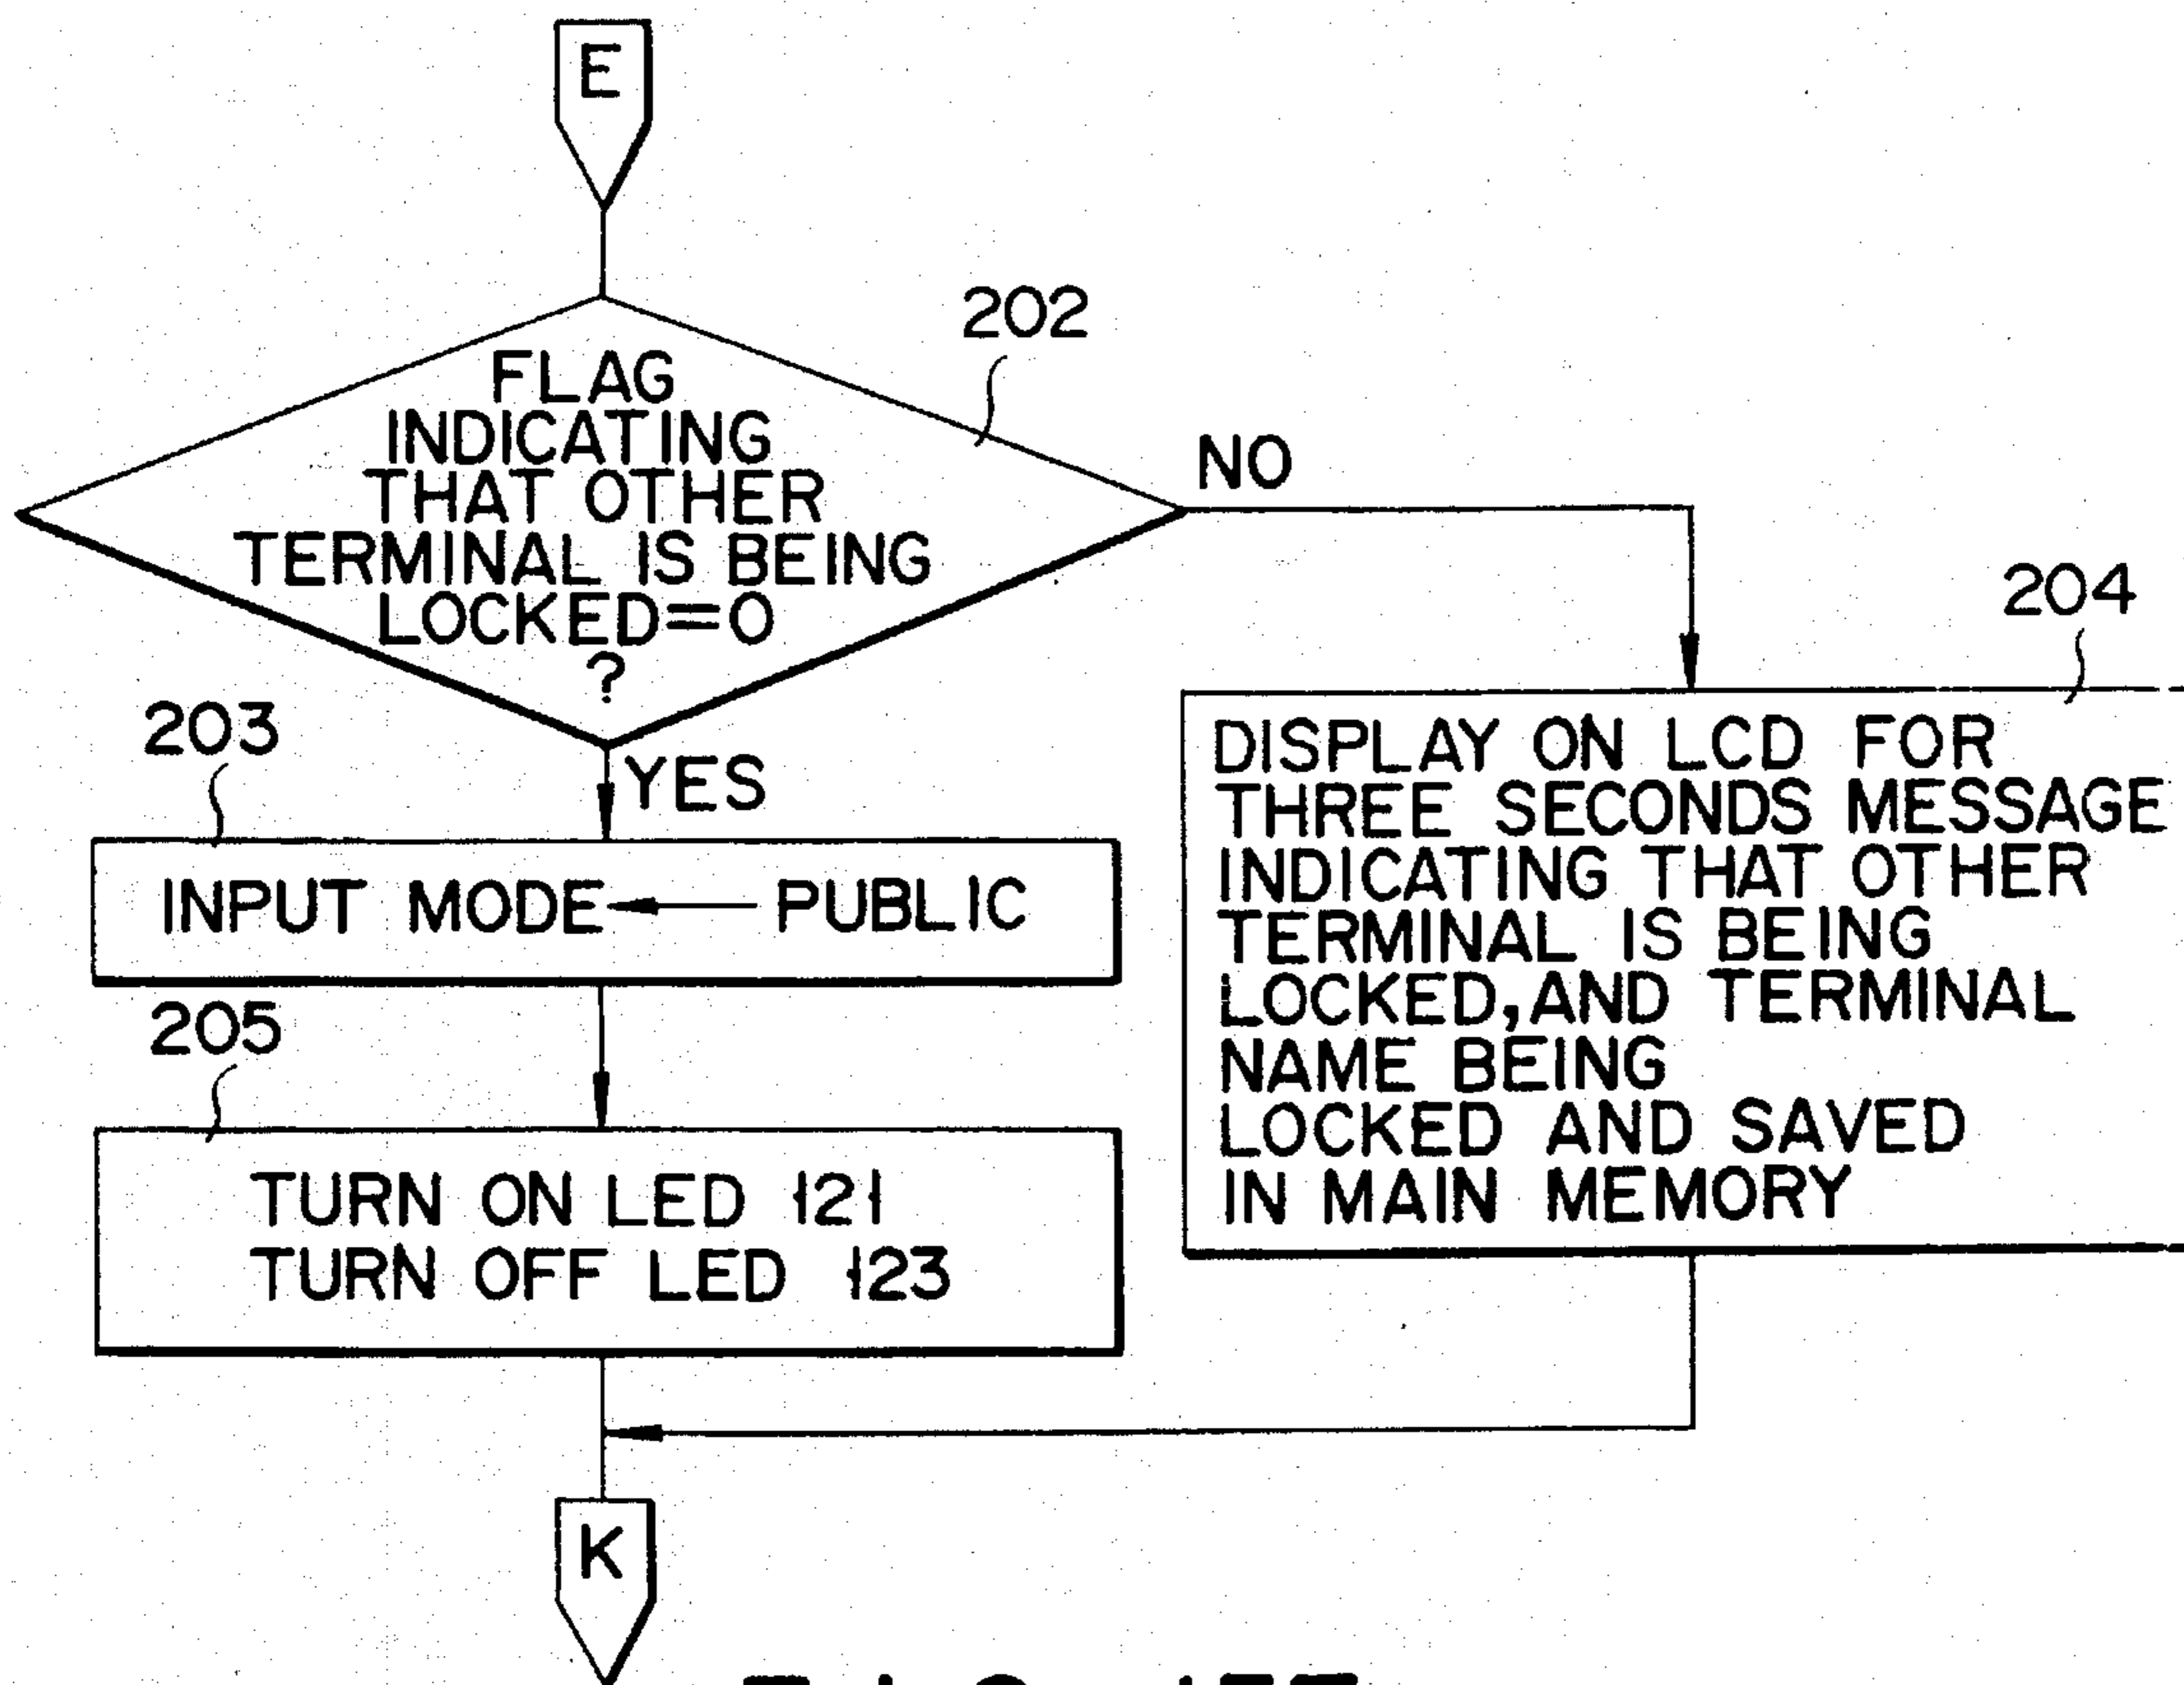 E
202
FLAG
INDICATING
THAT OTHER
TERMINAL IS BEING
LOCKED=0
?
NO
YES
203
INPUT MODE ← PUBLIC
204
DISPLAY ON LCD FOR
THREE SECONDS MESSAGE
INDICATING THAT OTHER
TERMINAL IS BEING
LOCKED, AND TERMINAL
NAME BEING
LOCKED AND SAVED
IN MAIN MEMORY
205
TURN ON LED 121
TURN OFF LED 123
K